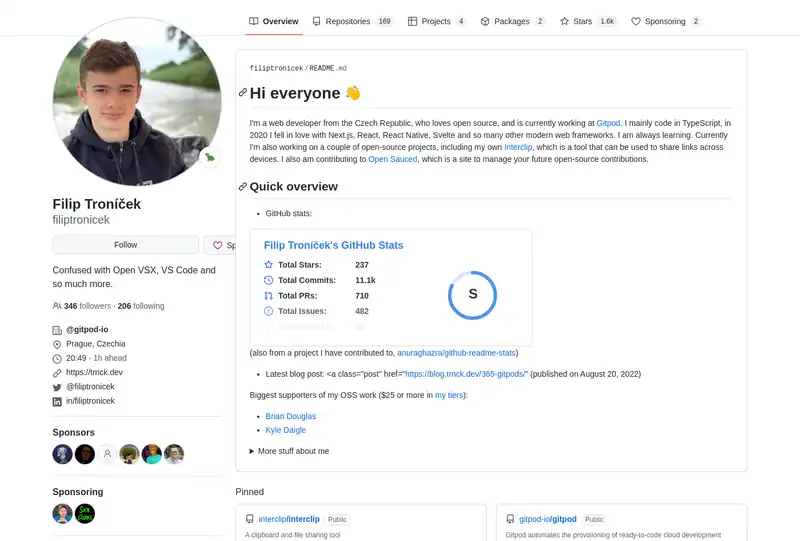 Overview
Repositories 169
Projects 4
Packages 2
Stars 1.6k
Sponsoring 2
Filip Troníček
filiptronicek
Follow
Sp
Confused with Open VSX, VS Code and
so much more.
346 followers · 206 following
@gitpod-io
Prague, Czechia
20:49 - 1h ahead
https://trnck.dev
@filiptronicek
in/filiptronicek
Sponsors
Sponsoring
filiptronicek/README.md
Hi everyone 👋
I'm a web developer from the Czech Republic, who loves open source, and is currently working at Gitpod. I mainly code in TypeScript, in
2020 I fell in love with Next.js, React, React Native, Svelte and so many other modern web frameworks. I am always learning. Currently
I'm also working on a couple of open-source projects, including my own Interclip, which is a tool that can be used to share links across
devices. I also am contributing to Open Sauced, which is a site to manage your future open-source contributions.
Quick overview
• GitHub stats:
Filip Troníček's GitHub Stats
Total Stars: 237
Total Commits: 11.1k
Total PRs: 710
Total Issues: 482
S
(also from a project I have contributed to, anuraghazra/github-readme-stats)
• Latest blog post: <a class="post" href="https://blog.trnck.dev/365-gitpods/" (published on August 20, 2022)
Biggest supporters of my OSS work ($25 or more in my tiers):
• Brian Douglas
• Kyle Daigle
More stuff about me
Pinned
interclip/interclip Public
A clipboard and file sharing tool
gitpod-io/gitpod Public
Gitpod automates the provisioning of ready-to-code cloud development